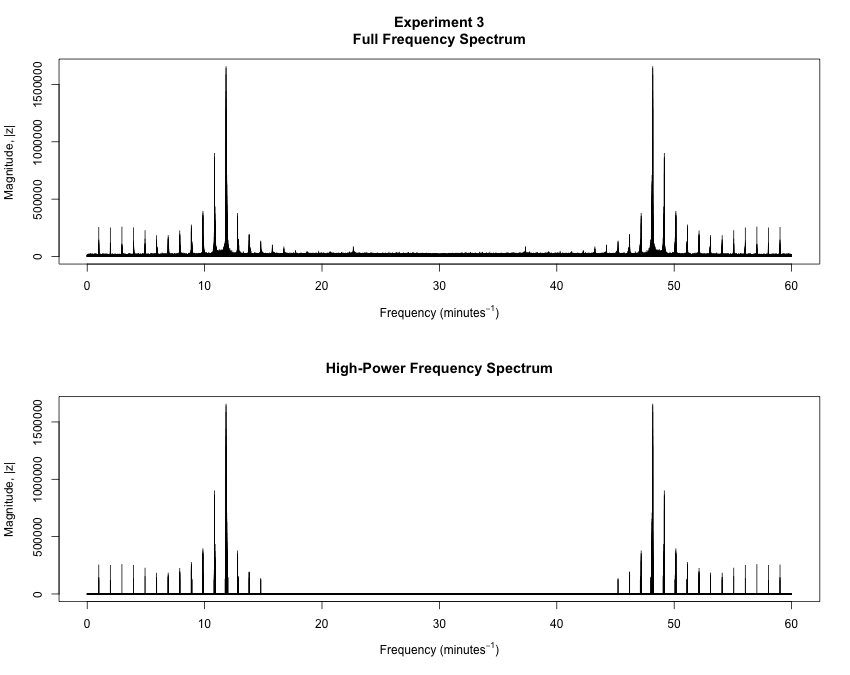 Experiment 3
Full Frequency Spectrum
Magnitude, |z|
1500000
1000000
500000
0
0 10 20 30 40 50 60
Frequency (minutes⁻¹)
High-Power Frequency Spectrum
Magnitude, |z|
1500000
1000000
500000
0
0 10 20 30 40 50 60
Frequency (minutes⁻¹)